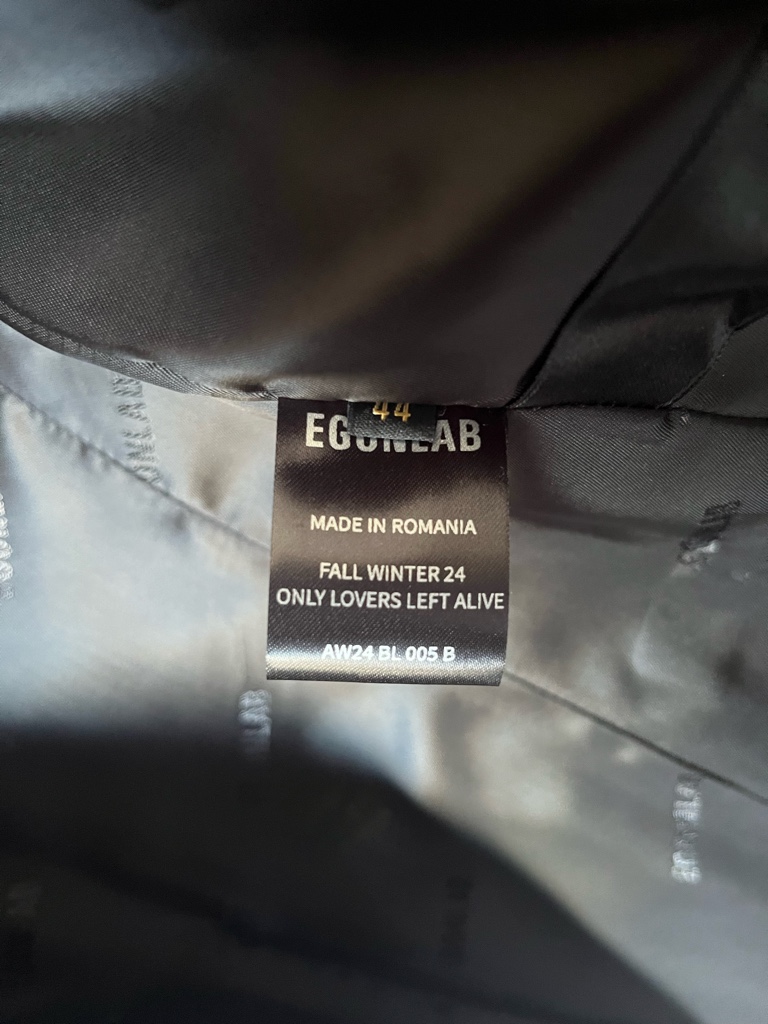 44
EGONLAB
MADE IN ROMANIA
FALL WINTER 24
ONLY LOVERS LEFT ALIVE
AW24 BL 005 B